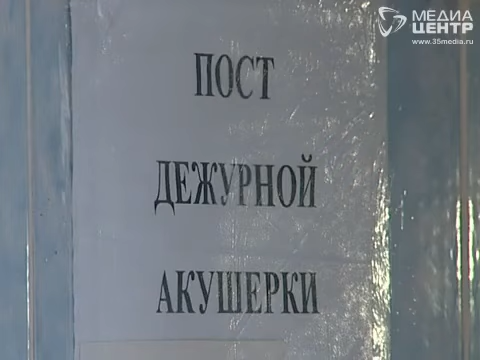 МЕДИА
ЦЕНТР
www.35media.ru
ПОСТ
ДЕЖУРНОЙ
АКУШЕРКИ